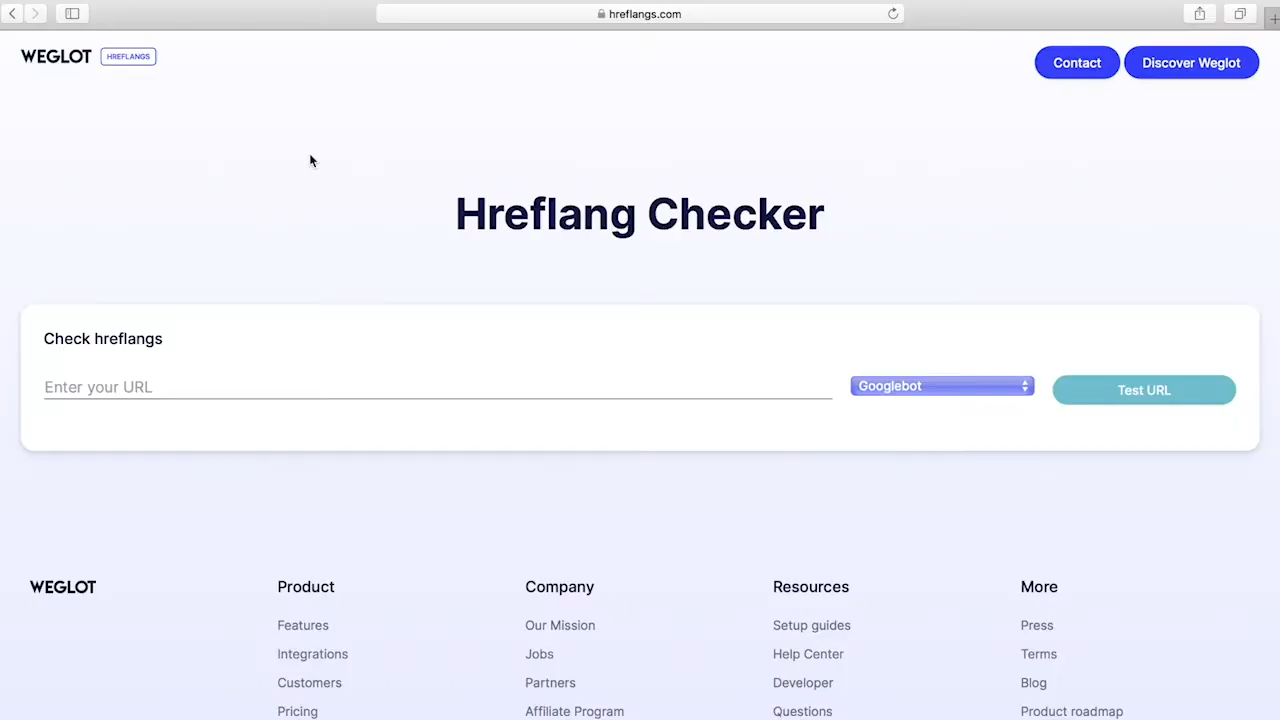 hreflangs.com
WEGLOT HREFLANGS
Contact
Discover Weglot
Hreflang Checker
Check hreflangs
Enter your URL
Googlebot
Test URL
WEGLOT
Product
Features
Integrations
Customers
Pricing
Company
Our Mission
Jobs
Partners
Affiliate Program
Resources
Setup guides
Help Center
Developer
Questions
More
Press
Terms
Blog
Product roadmap